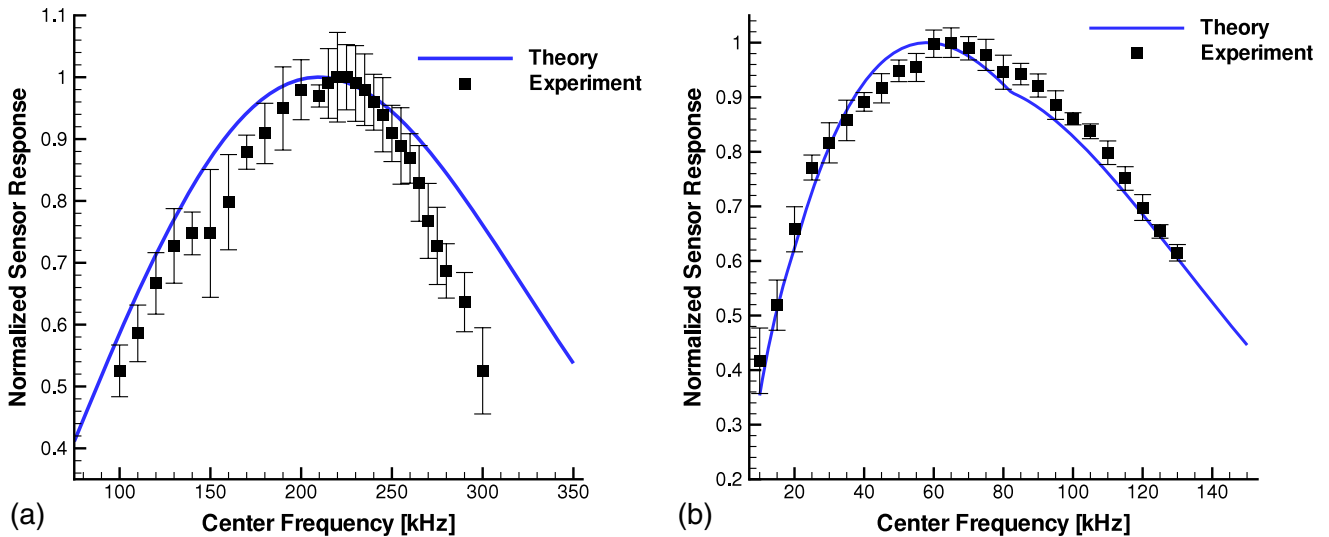 1.1
1
0.9
0.8
0.7
0.6
0.5
0.4
Normalized Sensor Response
Theory
Experiment
100 150 200 250 300 350
Center Frequency [kHz]
(a)
1
0.9
0.8
0.7
0.6
0.5
0.4
0.3
0.2
Normalized Sensor Response
Theory
Experiment
20 40 60 80 100 120 140
Center Frequency [kHz]
(b)